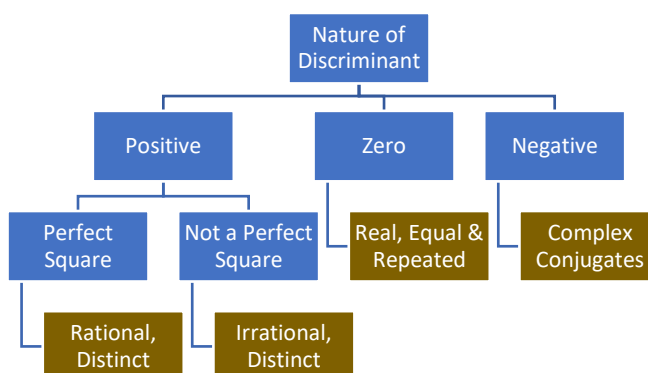 Nature of
Discriminant
Positive
Zero
Negative
Perfect
Square
Not a Perfect
Square
Real, Equal &
Repeated
Complex
Conjugates
Rational,
Distinct
Irrational,
Distinct